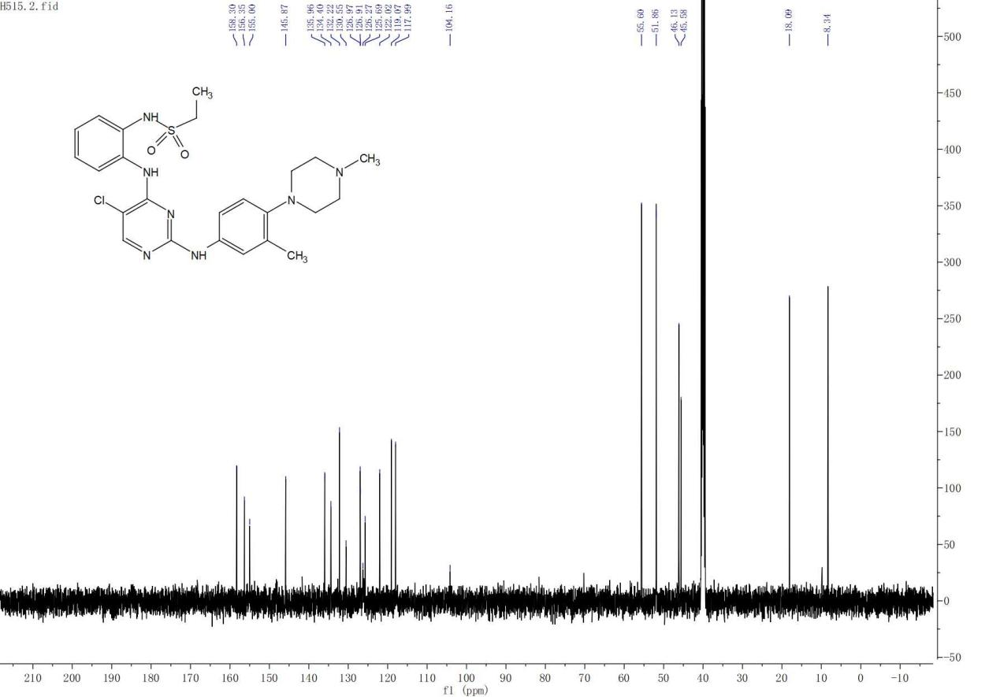 H515.2.fid
158.30
156.35
155.00
145.87
135.96
134.40
132.22
130.55
126.97
126.91
126.27
125.69
122.02
119.07
117.99
104.16
55.60
51.86
46.13
45.58
18.09
8.34
CH3
NH
S
O
O
NH
Cl
N
N
NH
N
N
CH3
CH3
500
450
400
350
300
250
200
150
100
50
0
-50
210 200 190 180 170 160 150 140 130 120 110 100 90 80 70 60 50 40 30 20 10 0 -10
f1 (ppm)